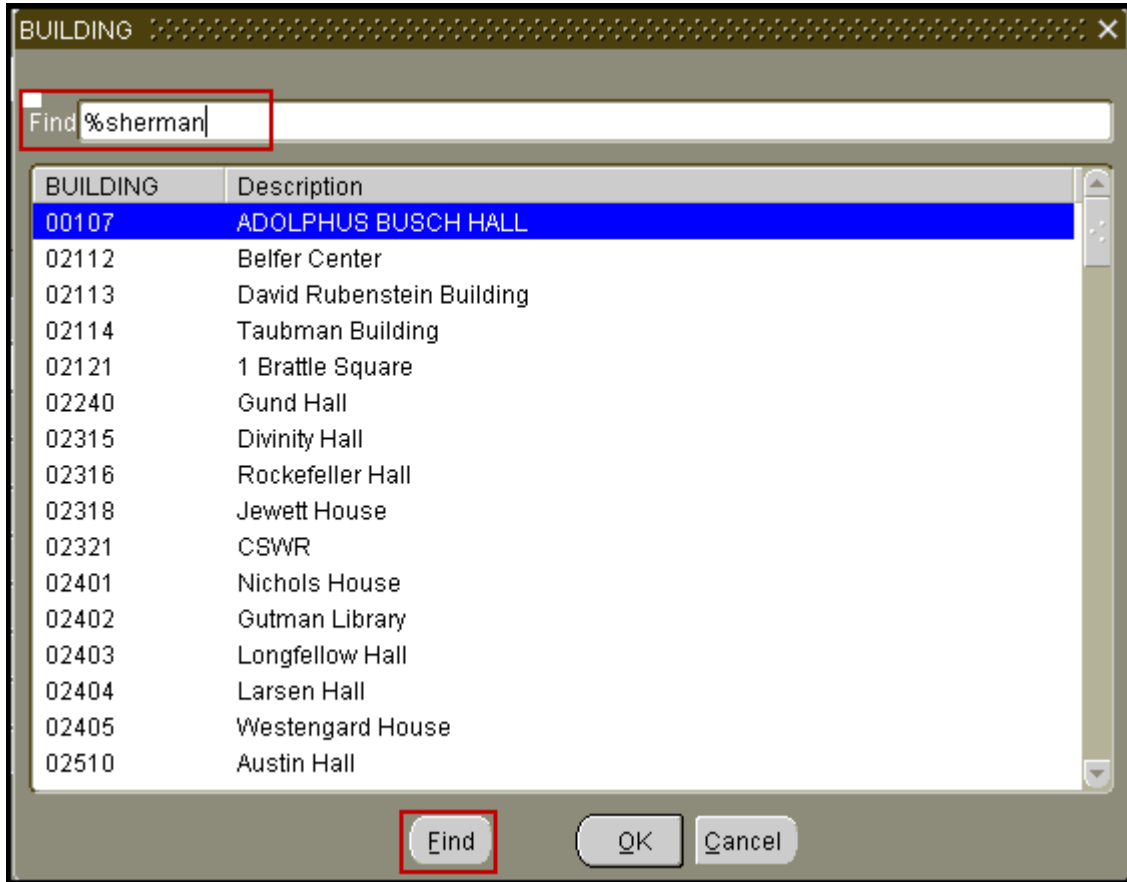 BUILDING
Find %sherman
BUILDING Description
00107 ADOLPHUS BUSCH HALL
02112 Belfer Center
02113 David Rubenstein Building
02114 Taubman Building
02121 1 Brattle Square
02240 Gund Hall
02315 Divinity Hall
02316 Rockefeller Hall
02318 Jewett House
02321 CSWR
02401 Nichols House
02402 Gutman Library
02403 Longfellow Hall
02404 Larsen Hall
02405 Westengard House
02510 Austin Hall
Find OK Cancel